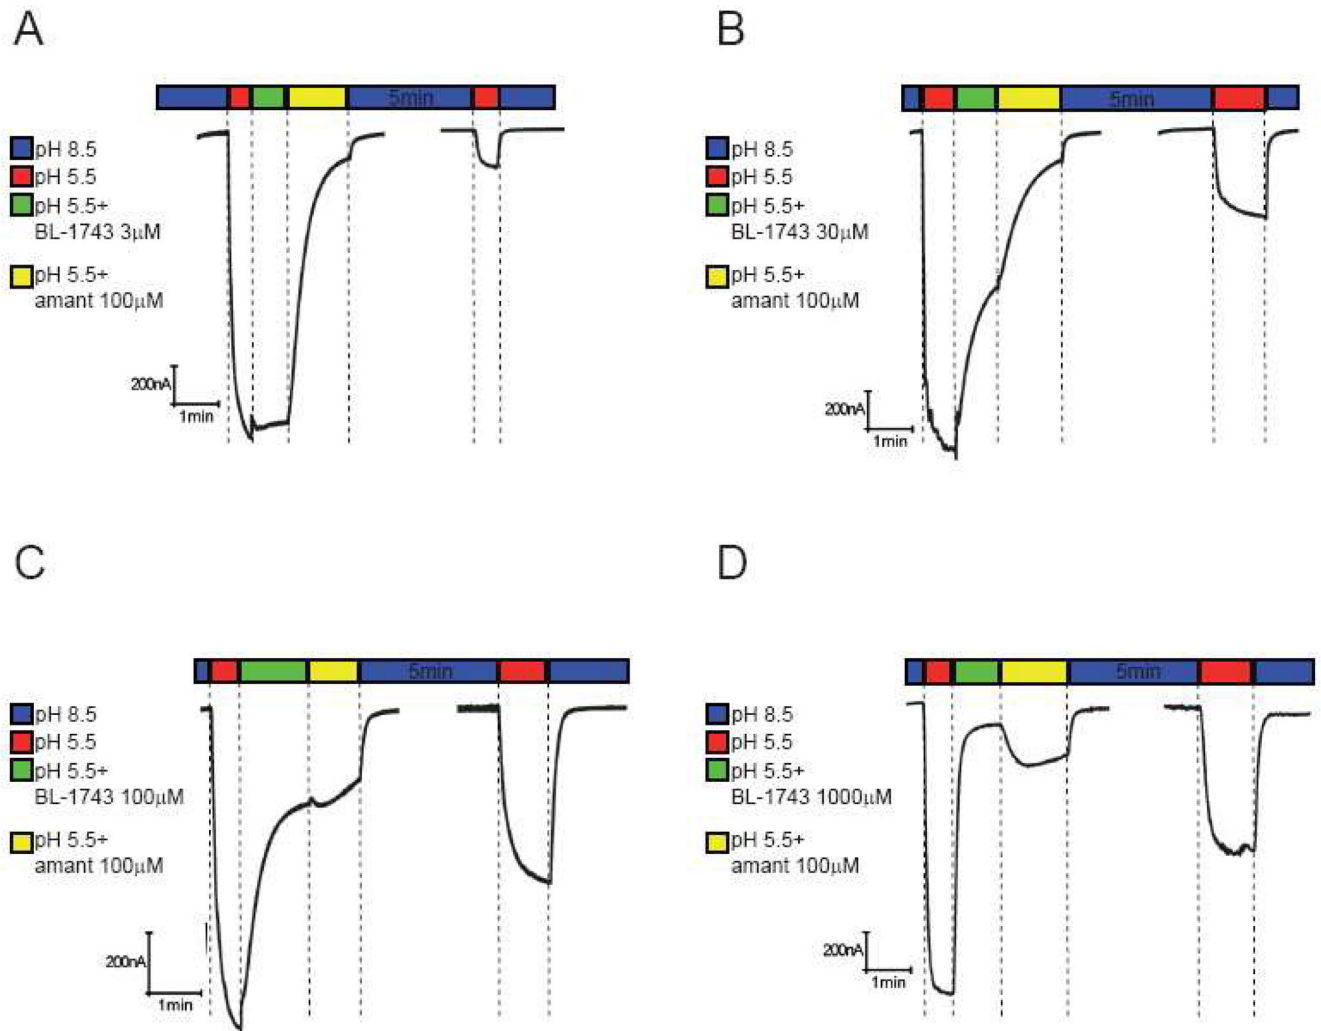 A
5min
pH 8.5
pH 5.5
pH 5.5+
BL-1743 3μM
pH 5.5+
amant 100μM
200nA
1min
B
5min
pH 8.5
pH 5.5
pH 5.5+
BL-1743 30μM
pH 5.5+
amant 100μM
200nA
1min
C
5min
pH 8.5
pH 5.5
pH 5.5+
BL-1743 100μM
pH 5.5+
amant 100μM
200nA
1min
D
5min
pH 8.5
pH 5.5
pH 5.5+
BL-1743 1000μM
pH 5.5+
amant 100μM
200nA
1min